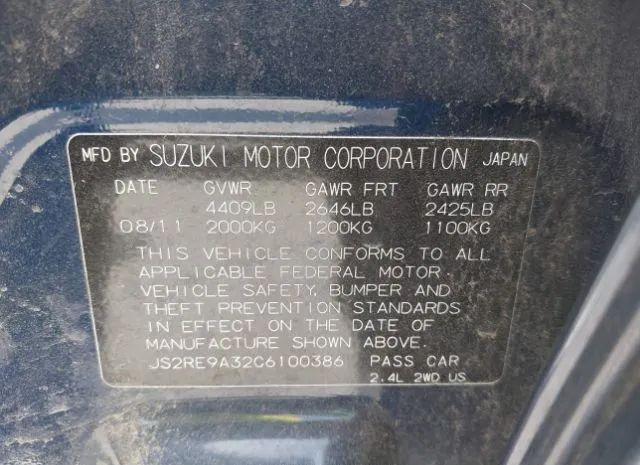 MFD BY SUZUKI MOTOR CORPORATION JAPAN
DATE GVWR GAWR FRT GAWR RR
4409LB 2646LB 2425LB
08/11 2000KG 1200KG 1100KG
THIS VEHICLE CONFORMS TO ALL
APPLICABLE FEDERAL MOTOR
VEHICLE SAFETY, BUMPER AND
THEFT PREVENTION STANDARDS
IN EFFECT ON THE DATE OF
MANUFACTURE SHOWN ABOVE.
JS2RE9A32C6100386 PASS CAR
2.4L 2WD US